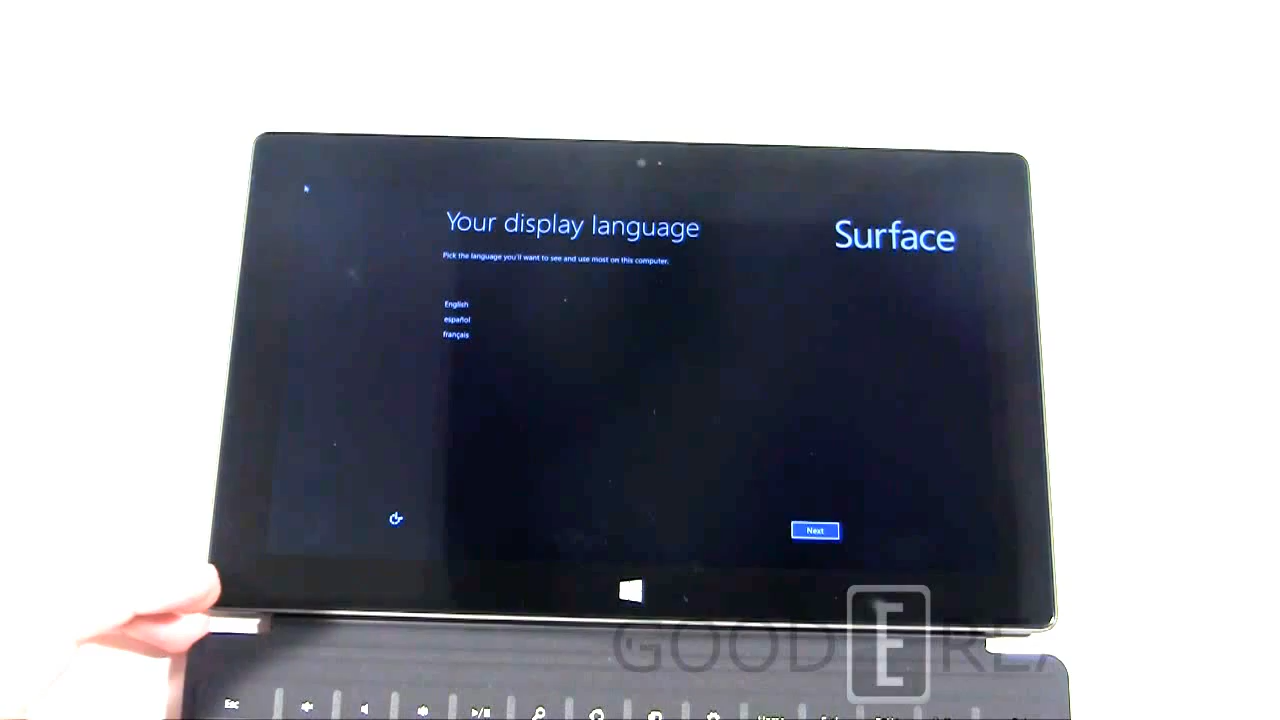 Your display language
Surface
Pick the language you'll want to see and use most on this computer.
English
español
français
Next
GOOD E REA
Esc